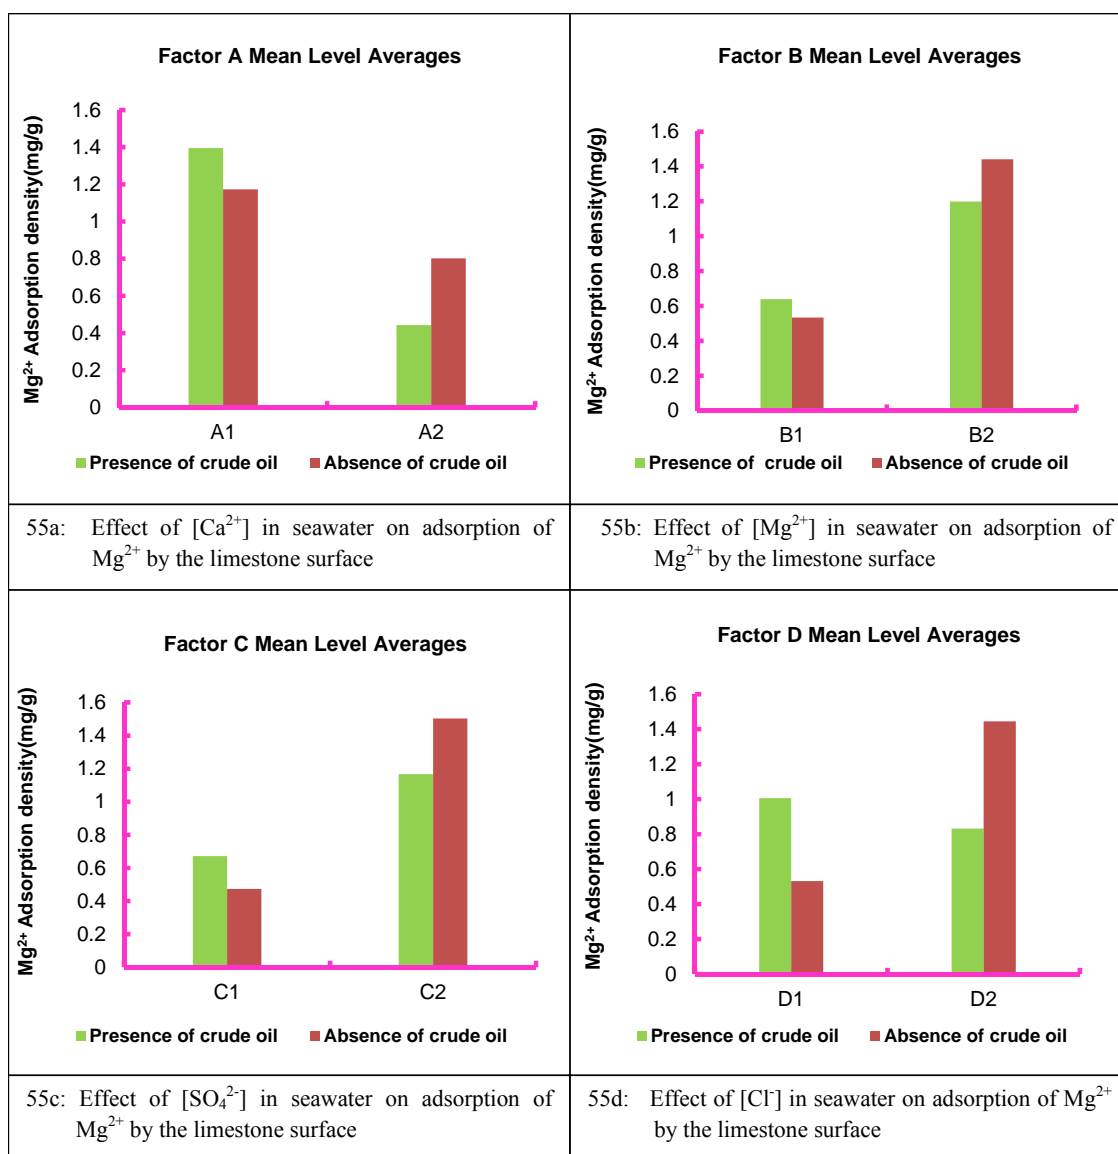 Factor A Mean Level Averages
Mg²⁺ Adsorption density(mg/g)
1.6
1.4
1.2
1
0.8
0.6
0.4
0.2
0
A1 A2
Presence of crude oil Absence of crude oil
Factor B Mean Level Averages
Mg²⁺ Adsorption density(mg/g)
1.6
1.4
1.2
1
0.8
0.6
0.4
0.2
0
B1 B2
Presence of crude oil Absence of crude oil
55a: Effect of [Ca²⁺] in seawater on adsorption of
Mg²⁺ by the limestone surface
55b: Effect of [Mg²⁺] in seawater on adsorption of
Mg²⁺ by the limestone surface
Factor C Mean Level Averages
Mg²⁺ Adsorption density(mg/g)
1.6
1.4
1.2
1
0.8
0.6
0.4
0.2
0
C1 C2
Presence of crude oil Absence of crude oil
Factor D Mean Level Averages
Mg²⁺ Adsorption density(mg/g)
1.6
1.4
1.2
1
0.8
0.6
0.4
0.2
0
D1 D2
Presence of crude oil Absence of crude oil
55c: Effect of [SO₄²⁻] in seawater on adsorption of
Mg²⁺ by the limestone surface
55d: Effect of [Cl⁻] in seawater on adsorption of Mg²⁺
by the limestone surface